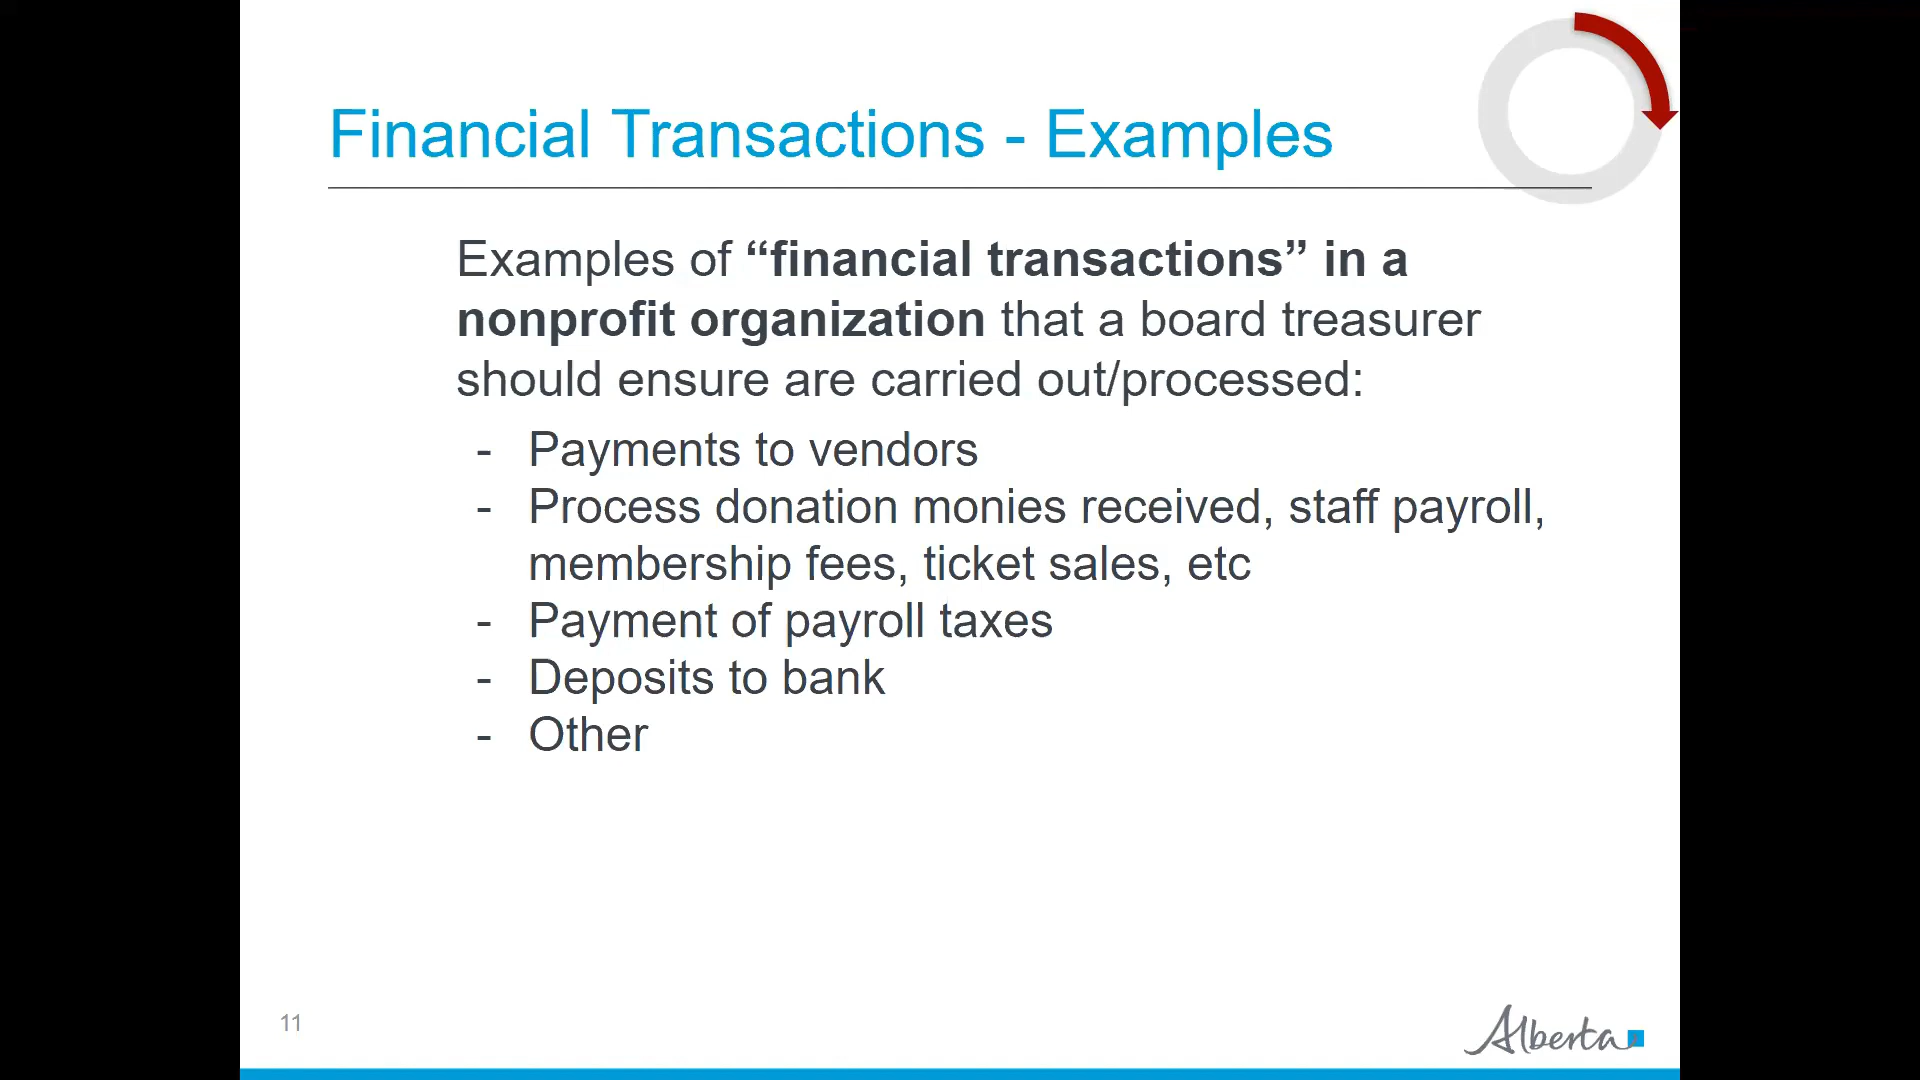 Financial Transactions - Examples
Examples of “financial transactions” in a
nonprofit organization that a board treasurer
should ensure are carried out/processed:
- Payments to vendors
- Process donation monies received, staff payroll,
membership fees, ticket sales, etc
- Payment of payroll taxes
- Deposits to bank
- Other
11
Alberta